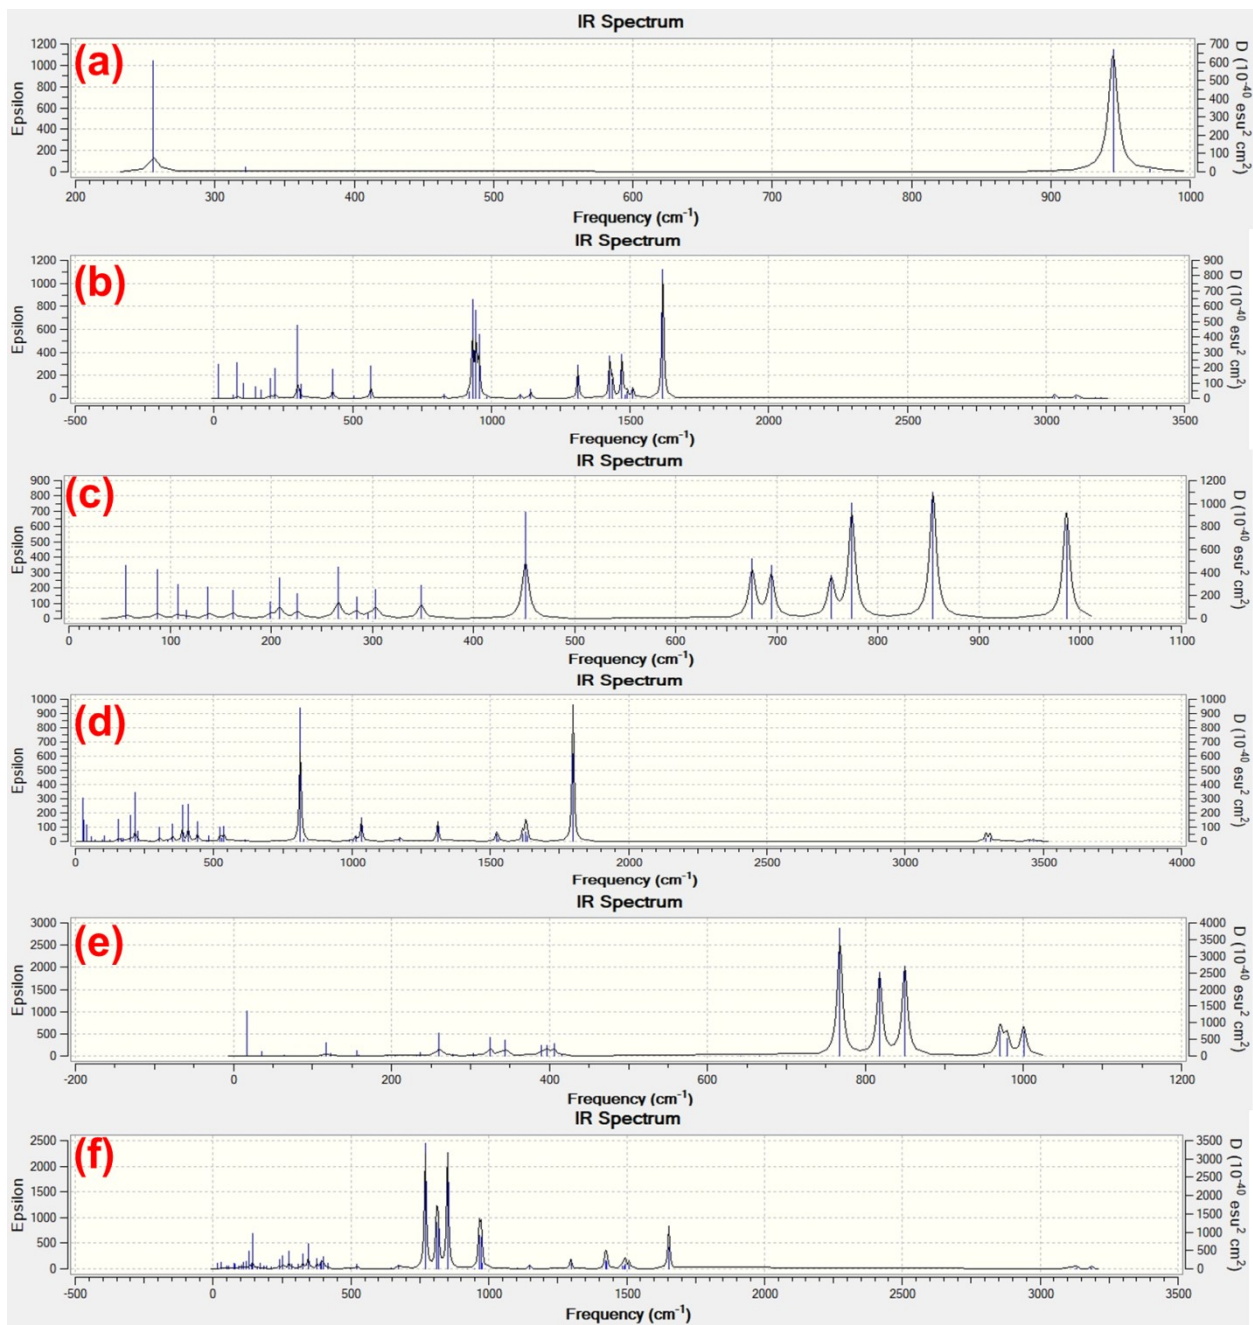 IR Spectrum
(a)
1200
1000
800
600
400
200
0
Epsilon
700
600
500
400
300
200
100
0
D (10⁻⁴⁰ esu² cm²)
200 300 400 500 600 700 800 900 1000
Frequency (cm⁻¹)
IR Spectrum
(b)
1200
1000
800
600
400
200
0
Epsilon
900
800
700
600
500
400
300
200
100
0
D (10⁻⁴⁰ esu² cm²)
-500 0 500 1000 1500 2000 2500 3000 3500
Frequency (cm⁻¹)
IR Spectrum
(c)
900
800
700
600
500
400
300
200
100
0
Epsilon
1200
1000
800
600
400
200
0
D (10⁻⁴⁰ esu² cm²)
0 100 200 300 400 500 600 700 800 900 1000 1100
Frequency (cm⁻¹)
IR Spectrum
(d)
1000
900
800
700
600
500
400
300
200
100
0
Epsilon
1000
900
800
700
600
500
400
300
200
100
0
D (10⁻⁴⁰ esu² cm²)
0 500 1000 1500 2000 2500 3000 3500 4000
Frequency (cm⁻¹)
IR Spectrum
(e)
3000
2500
2000
1500
1000
500
0
Epsilon
4000
3500
3000
2500
2000
1500
1000
500
0
D (10⁻⁴⁰ esu² cm²)
-200 0 200 400 600 800 1000 1200
Frequency (cm⁻¹)
IR Spectrum
(f)
2500
2000
1500
1000
500
0
Epsilon
3500
3000
2500
2000
1500
1000
500
0
D (10⁻⁴⁰ esu² cm²)
-500 0 500 1000 1500 2000 2500 3000 3500
Frequency (cm⁻¹)